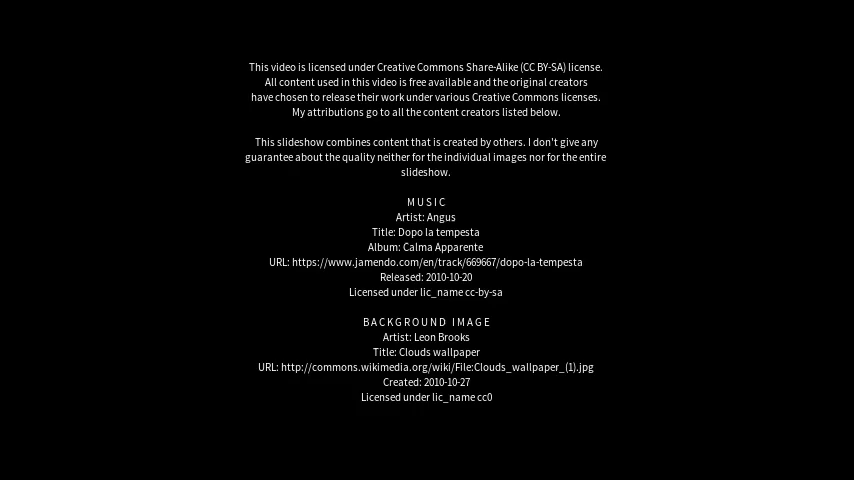 This video is licensed under Creative Commons Share-Alike (CC BY-SA) license.
All content used in this video is free available and the original creators
have chosen to release their work under various Creative Commons licenses.
My attributions go to all the content creators listed below.
This slideshow combines content that is created by others. I don't give any
guarantee about the quality neither for the individual images nor for the entire
slideshow.
MUSIC
Artist: Angus
Title: Dopo la tempesta
Album: Calma Apparente
URL: https://www.jamendo.com/en/track/669667/dopo-la-tempesta
Released: 2010-10-20
Licensed under lic_name cc-by-sa
BACKGROUND IMAGE
Artist: Leon Brooks
Title: Clouds wallpaper
URL: http://commons.wikimedia.org/wiki/File:Clouds_wallpaper_(1).jpg
Created: 2010-10-27
Licensed under lic_name cc0